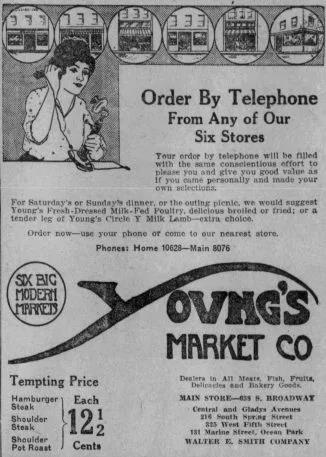 Order By Telephone
From Any of Our
Six Stores
Your order by telephone will be filled
with the same conscientious effort to
please you and give you good value as
if you came personally and made your
own selections.
For Saturday's or Sunday's dinner, or the outing picnic, we would suggest
Young's Fresh-Dressed Milk-Fed Poultry, delicious broiled or fried; or a
tender leg of Young's Circle Y Milk Lamb—extra choice.
Order now—use your phone or come to our nearest store.
Phones: Home 10628—Main 8076
SIX BIG
MODERN
MARKETS
YOVNG'S
MARKET CO
Tempting Price
Hamburger
Steak
Shoulder
Steak
Shoulder
Pot Roast
Each
12 1/2
Cents
Dealers in All Meats, Fish, Fruits,
Delicacies and Bakery Goods.
MAIN STORE—638 S. BROADWAY
Central and Gladys Avenues
216 South Spring Street
325 West Fifth Street
131 Marine Street, Ocean Park
WALTER E. SMITH COMPANY